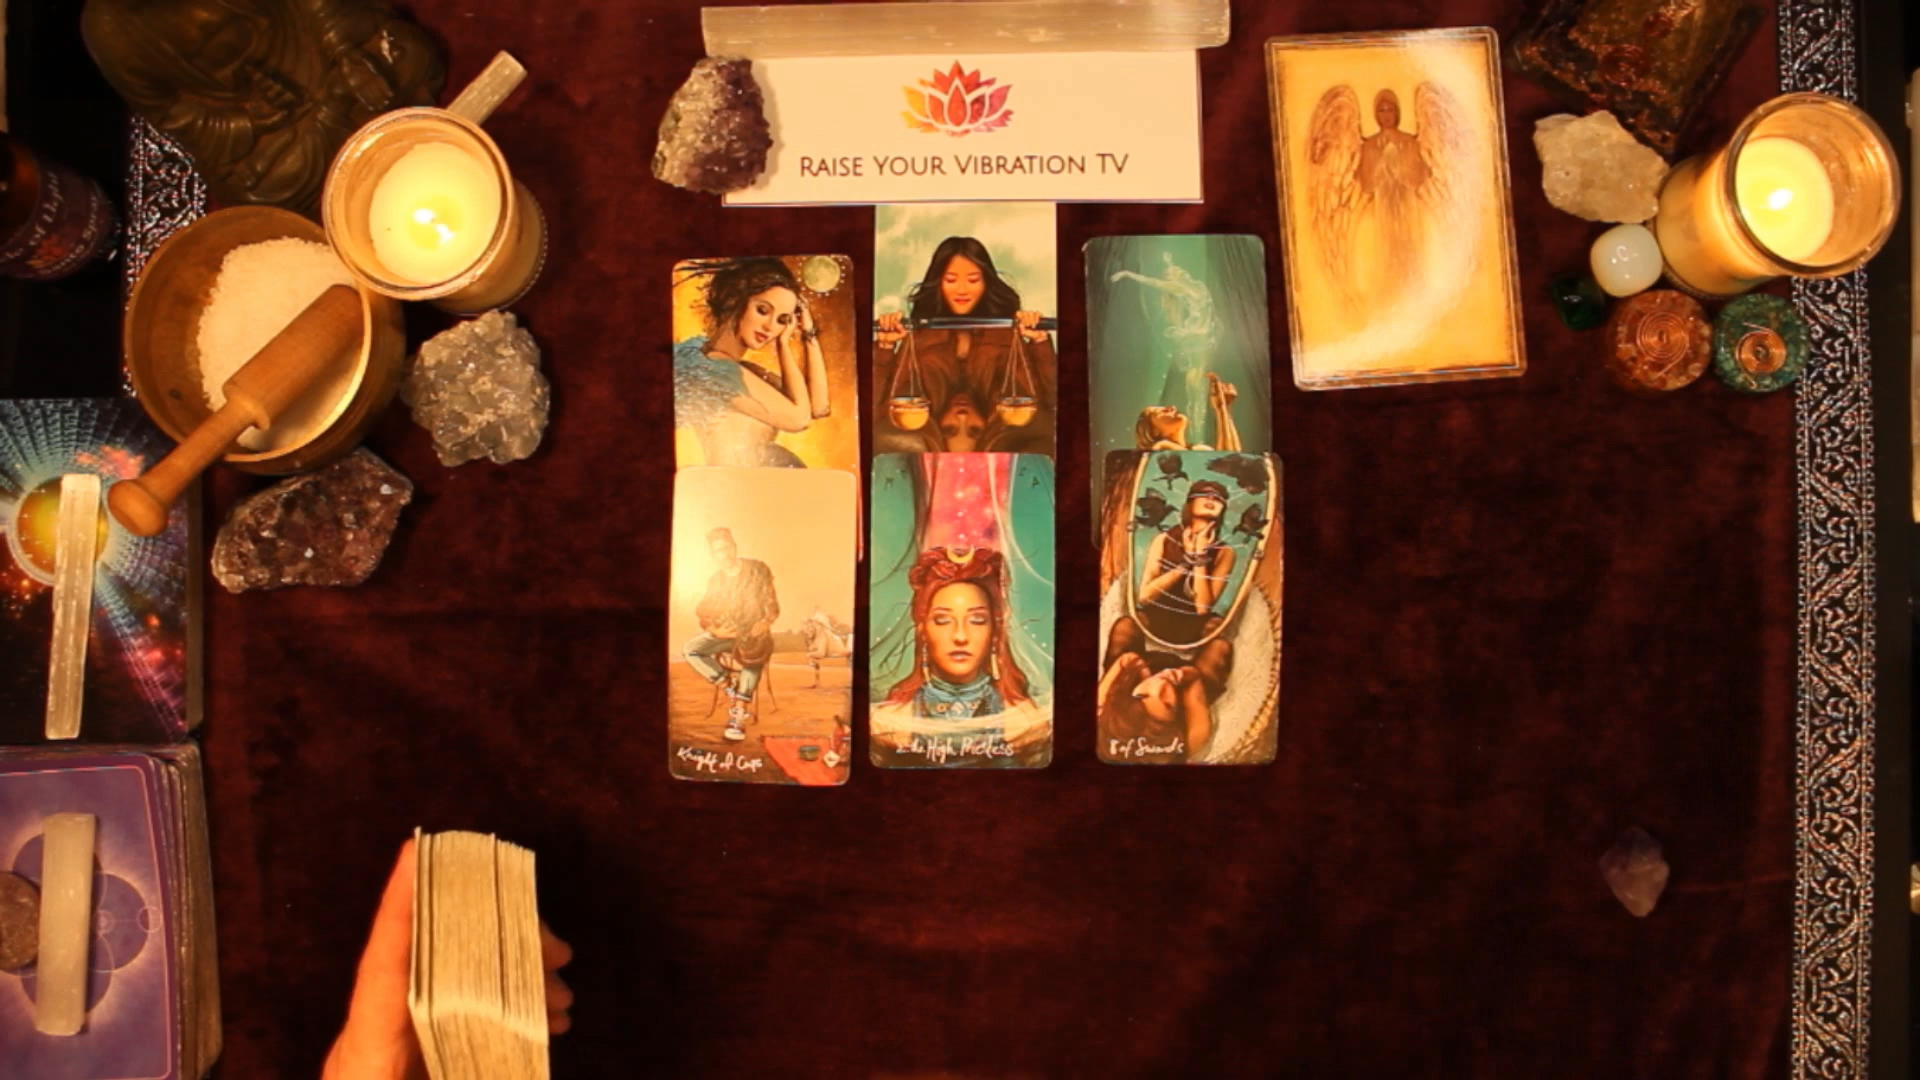 RAISE YOUR VIBRATION TV
Knight of Cups
the High Priestess
8 of Swords